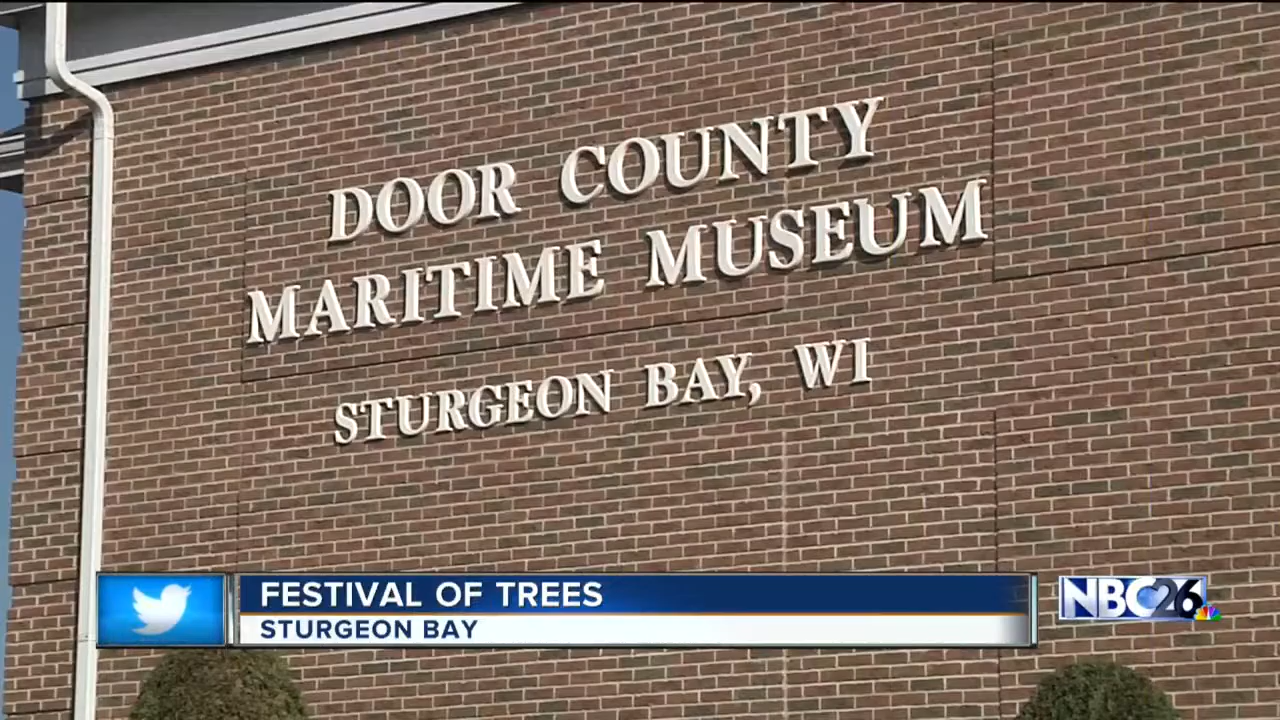 DOOR COUNTY
MARITIME MUSEUM
STURGEON BAY, WI
FESTIVAL OF TREES
STURGEON BAY
NBC26